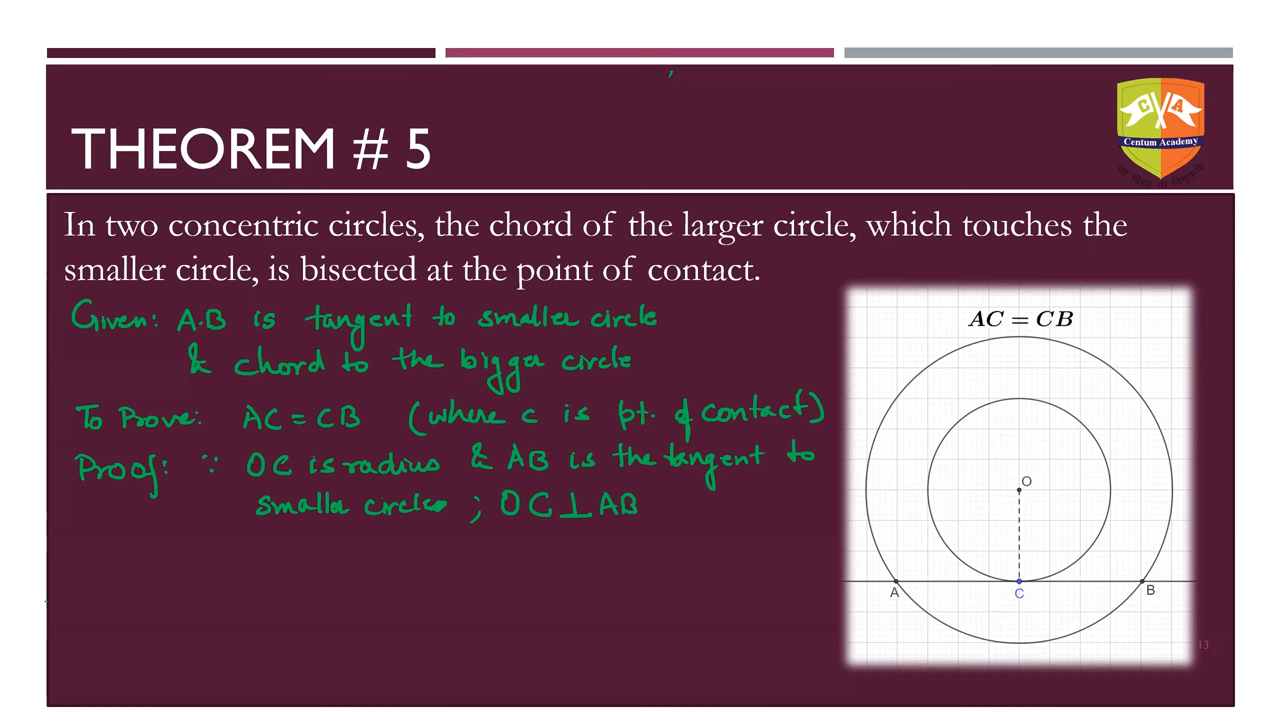 THEOREM # 5
C A
Centum Academy
In two concentric circles, the chord of the larger circle, which touches the
smaller circle, is bisected at the point of contact.
Given: A.B is tangent to smaller circle
& chord to the bigger circle
To Prove: AC = CB (where c is pt. of contact)
Proof: ∵ OC is radius & AB is the tangent to
smaller circle ; OC ⊥ AB
AC = CB
O
A
C
B
13